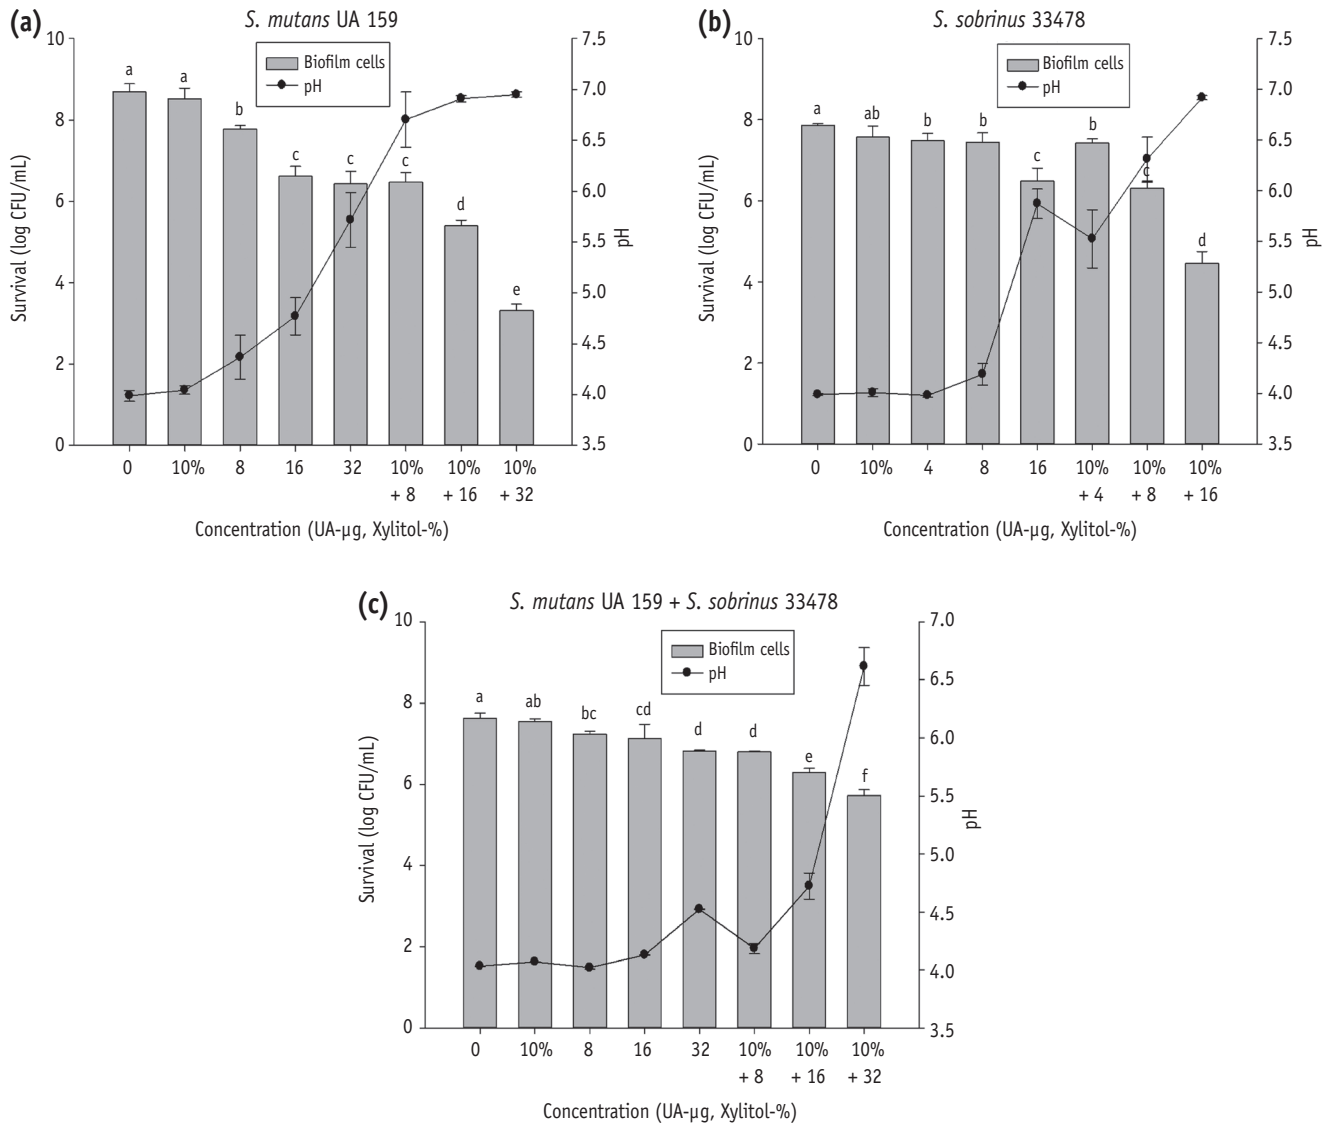 (a)
S. mutans UA 159
Biofilm cells
pH
a a b c c c d e
10
8
6
4
2
0
Survival (log CFU/mL)
7.5
7.0
6.5
6.0
5.5
5.0
4.5
4.0
3.5
pH
0 10% 8 16 32 10% 10% 10%
+ 8 + 16 + 32
Concentration (UA-µg, Xylitol-%)
(b)
S. sobrinus 33478
Biofilm cells
pH
a ab b b c b c d
10
8
6
4
2
0
Survival (log CFU/mL)
7.5
7.0
6.5
6.0
5.5
5.0
4.5
4.0
3.5
pH
0 10% 4 8 16 10% 10% 10%
+ 4 + 8 + 16
Concentration (UA-µg, Xylitol-%)
(c)
S. mutans UA 159 + S. sobrinus 33478
Biofilm cells
pH
a ab bc cd d d e f
10
8
6
4
2
0
Survival (log CFU/mL)
7.0
6.5
6.0
5.5
5.0
4.5
4.0
3.5
pH
0 10% 8 16 32 10% 10% 10%
+ 8 + 16 + 32
Concentration (UA-µg, Xylitol-%)